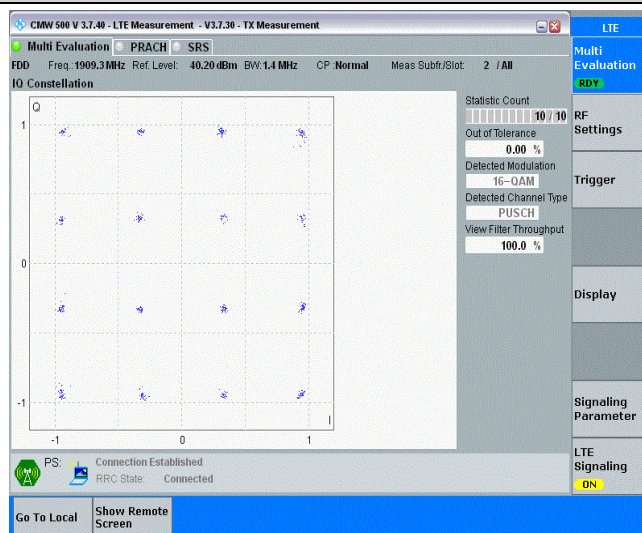 CMW 500 V 3.7.40 - LTE Measurement - V3.7.30 - TX Measurement
LTE
Multi Evaluation PRACH SRS
FDD Freq.: 1909.3 MHz Ref. Level: 40.20 dBm BW: 1.4 MHz CP : Normal Meas Subfr./Slot: 2 / All
IQ Constellation
Q
1
0
-1
I
-1 0 1
Statistic Count
10 / 10
Out of Tolerance
0.00 %
Detected Modulation
16-QAM
Detected Channel Type
PUSCH
View Filter Throughput
100.0 %
Multi
Evaluation
RDY
RF
Settings
Trigger
Display
Signaling
Parameter
LTE
Signaling
ON
PS: Connection Established
RRC State: Connected
Go To Local
Show Remote
Screen